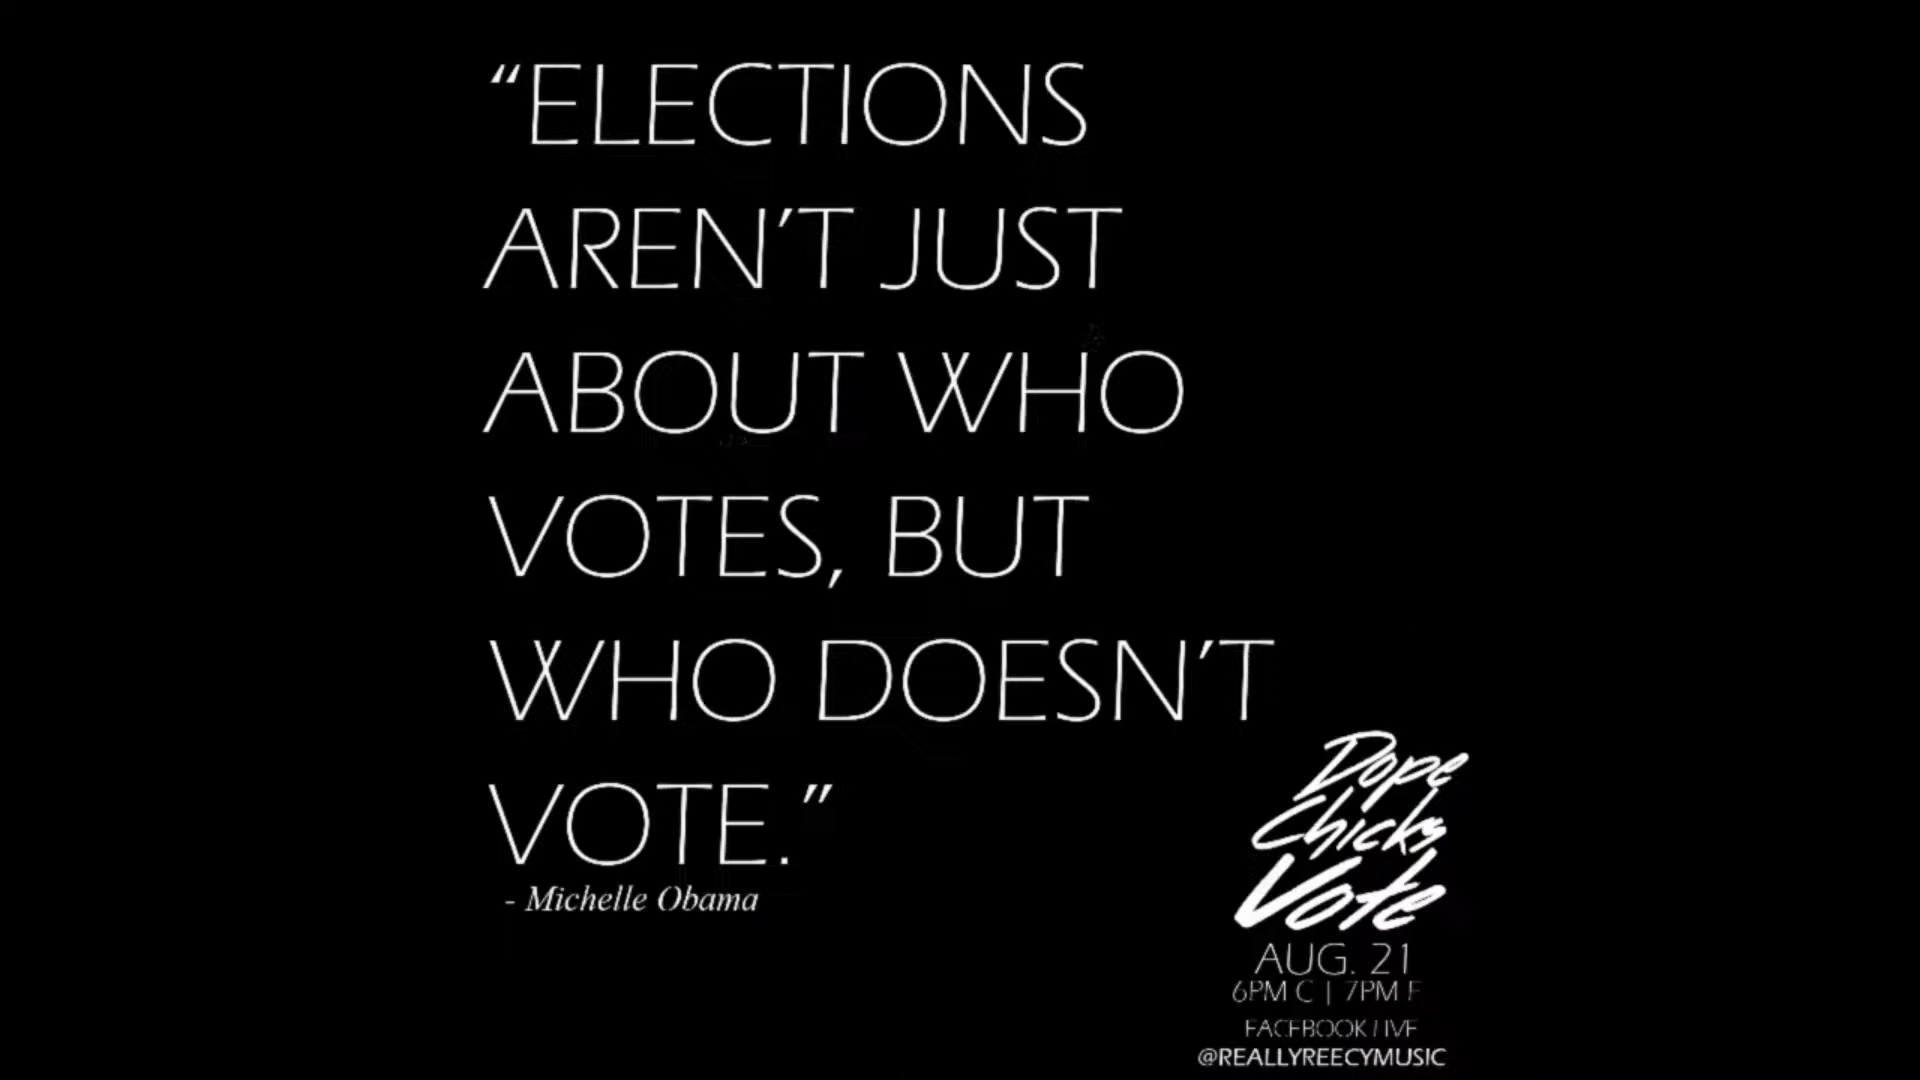 “ELECTIONS
AREN’T JUST
ABOUT WHO
VOTES, BUT
WHO DOESN’T
VOTE.”
- Michelle Obama
Dope
Chicks
Vote
AUG. 21
6PM C | 7PM E
FACEBOOK LIVE
@REALLYREECYMUSIC